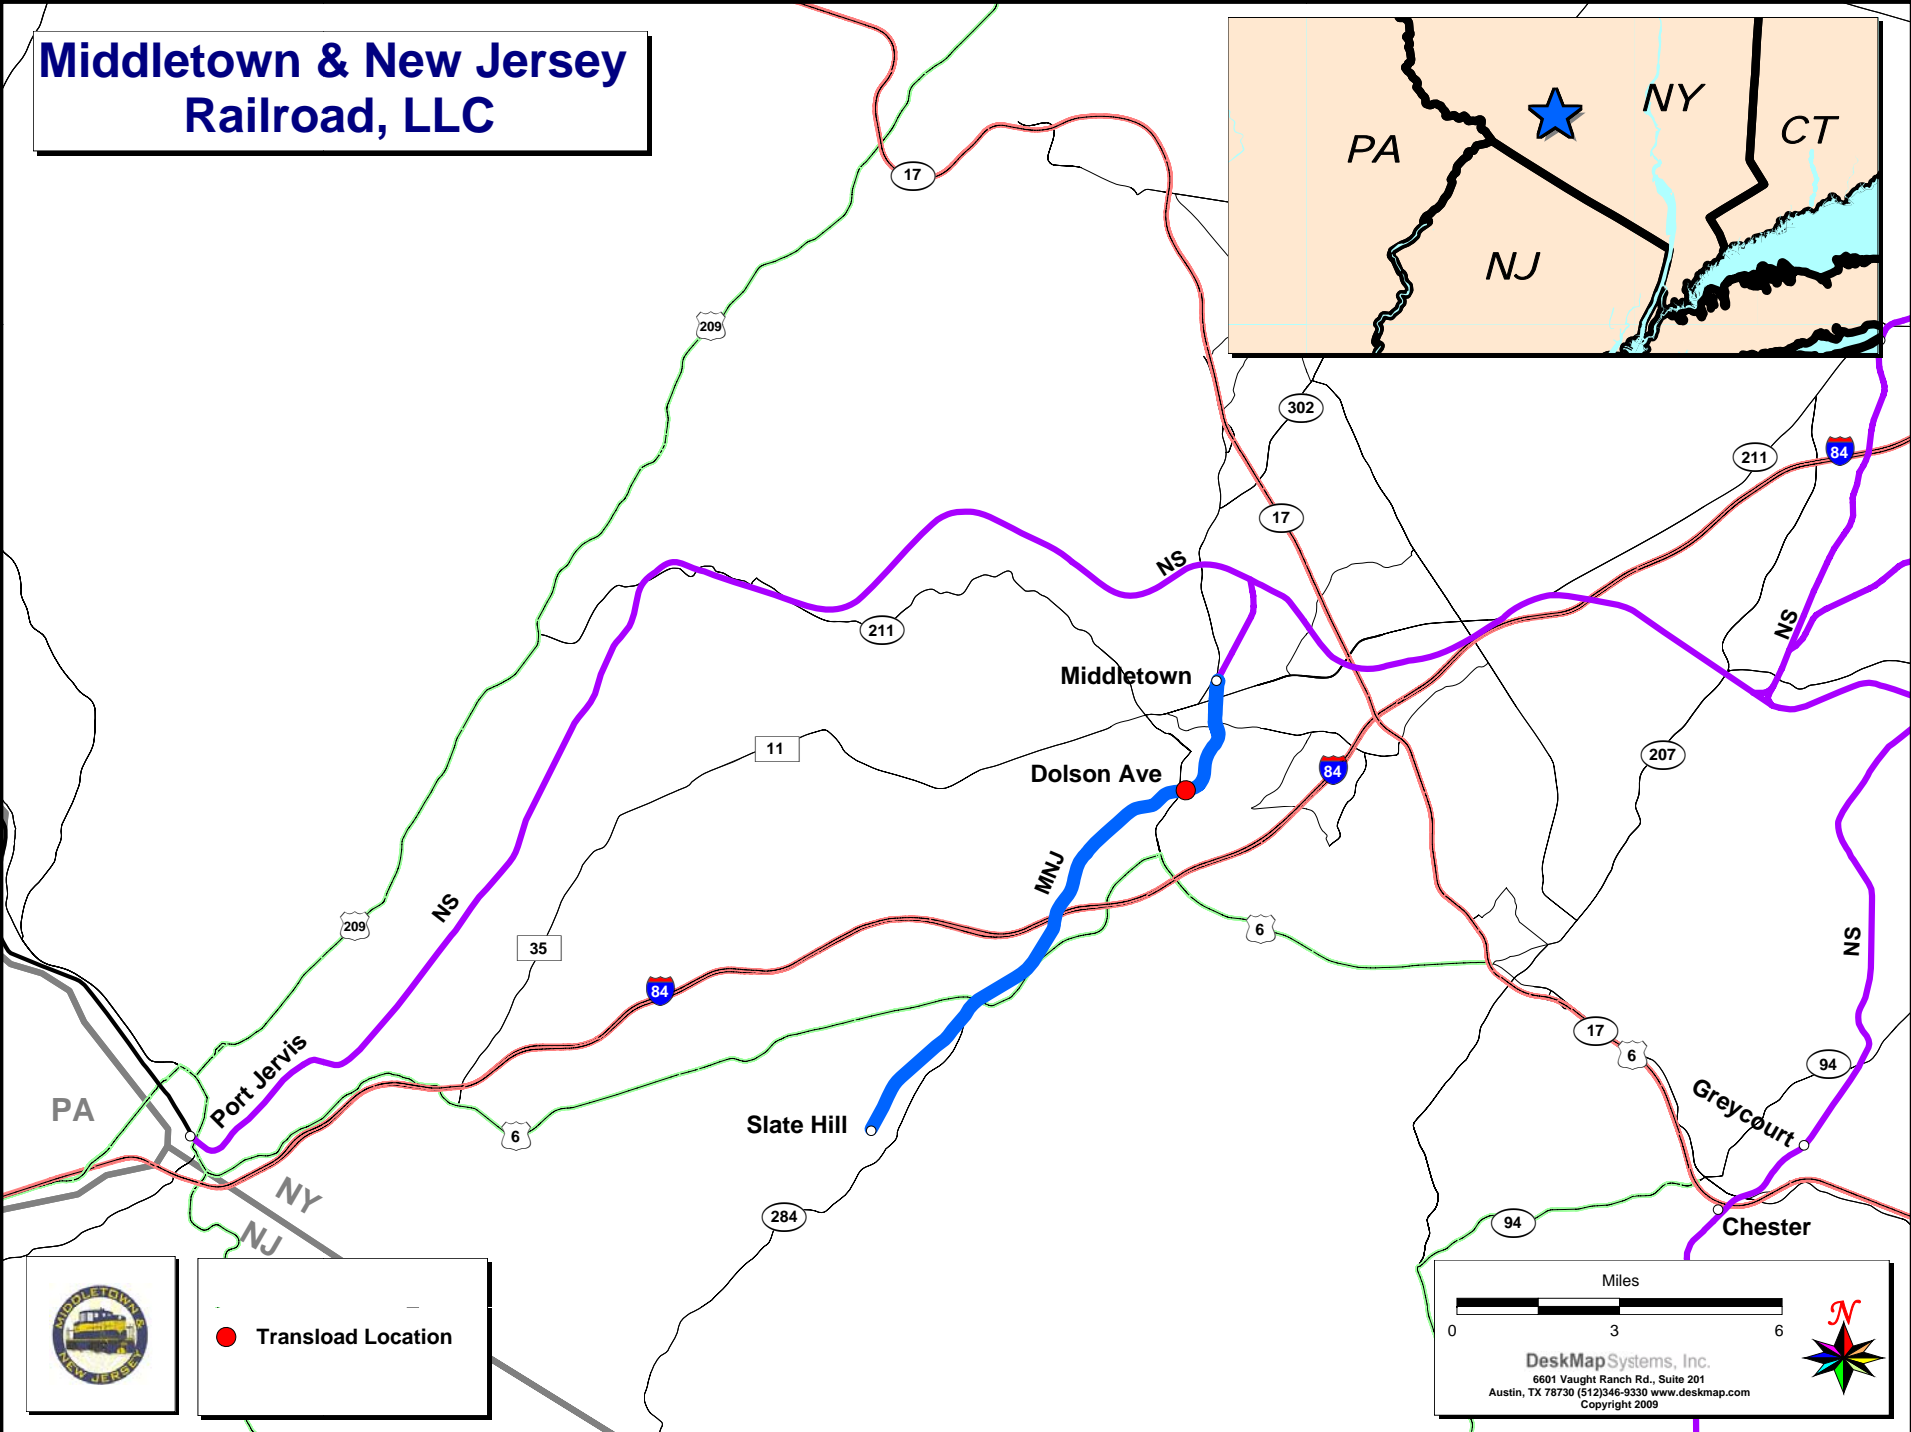 Middletown & New Jersey
Railroad, LLC
PA
NY
CT
NJ
17
209
302
211
84
17
NS
211
NS
Middletown
11
207
Dolson Ave
84
MNJ
NS
209
35
6
NS
84
17
6
94
Port Jervis
PA
Greycourt
Slate Hill
6
NY
NJ
284
94
Chester
MIDDLETOWN &
NEW JERSEY
Transload Location
Miles
0 3 6
N
DeskMap Systems, Inc.
6601 Vaught Ranch Rd., Suite 201
Austin, TX 78730 (512)346-9330 www.deskmap.com
Copyright 2009